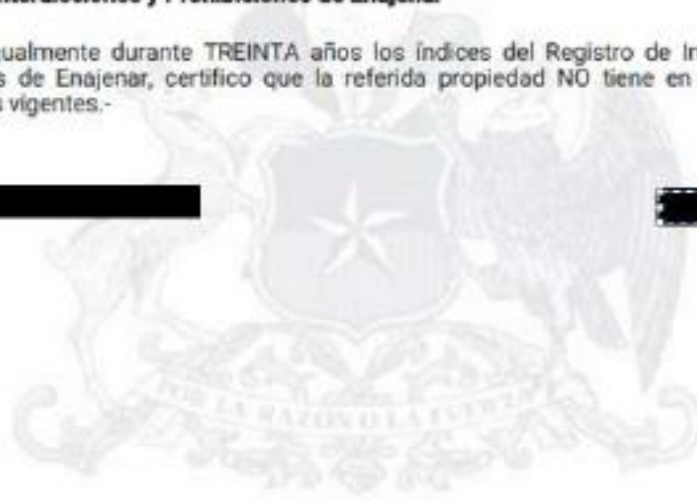 Interdicciones y Prohibiciones de Enajenar
gualmente durante TREINTA años los índices del Registro de In
s de Enajenar, certifico que la referida propiedad NO tiene en
s vigentes.-
POR LA RAZON O LA FUERZA